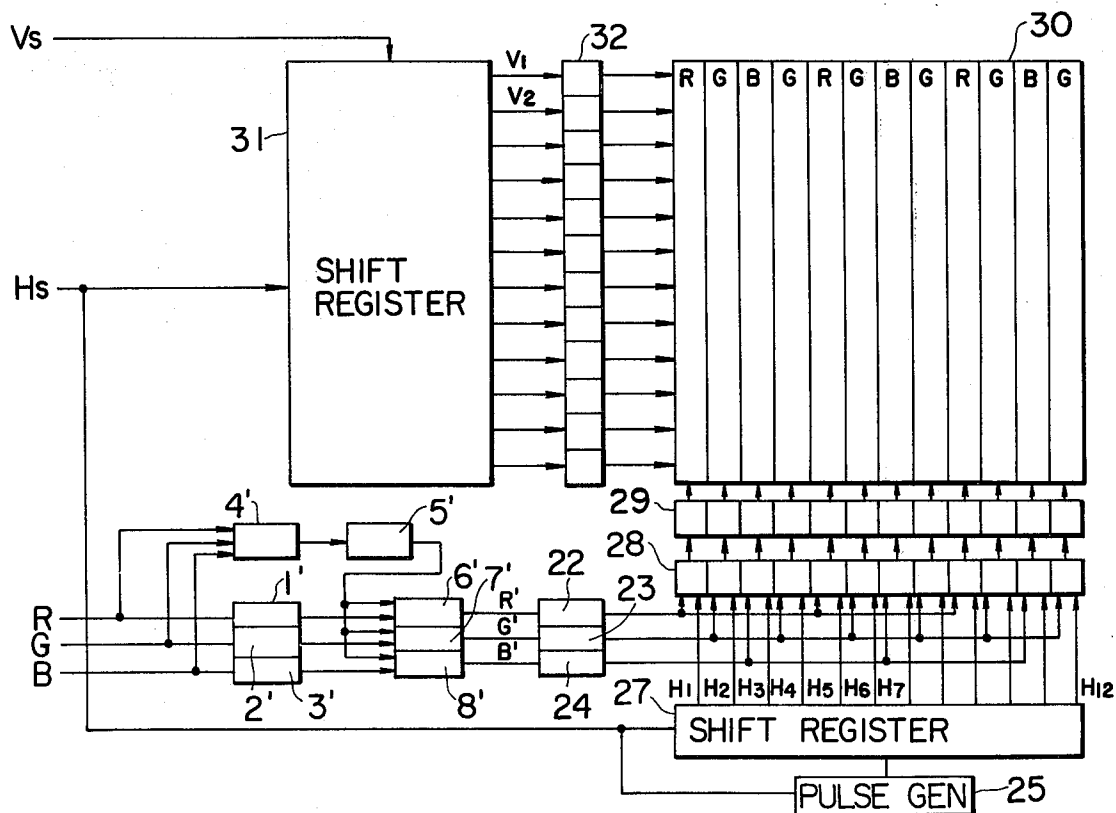 Vs
32
30
V1
R G B G R G B G R G B G
V2
31
SHIFT
REGISTER
Hs
4'
5'
29
28
1'
6'
7'
22
23
R
R'
G
G'
B
B'
2'
3'
8'
24
27
H1 H2 H3 H4 H5 H6 H7 H12
SHIFT REGISTER
PULSE GEN
25